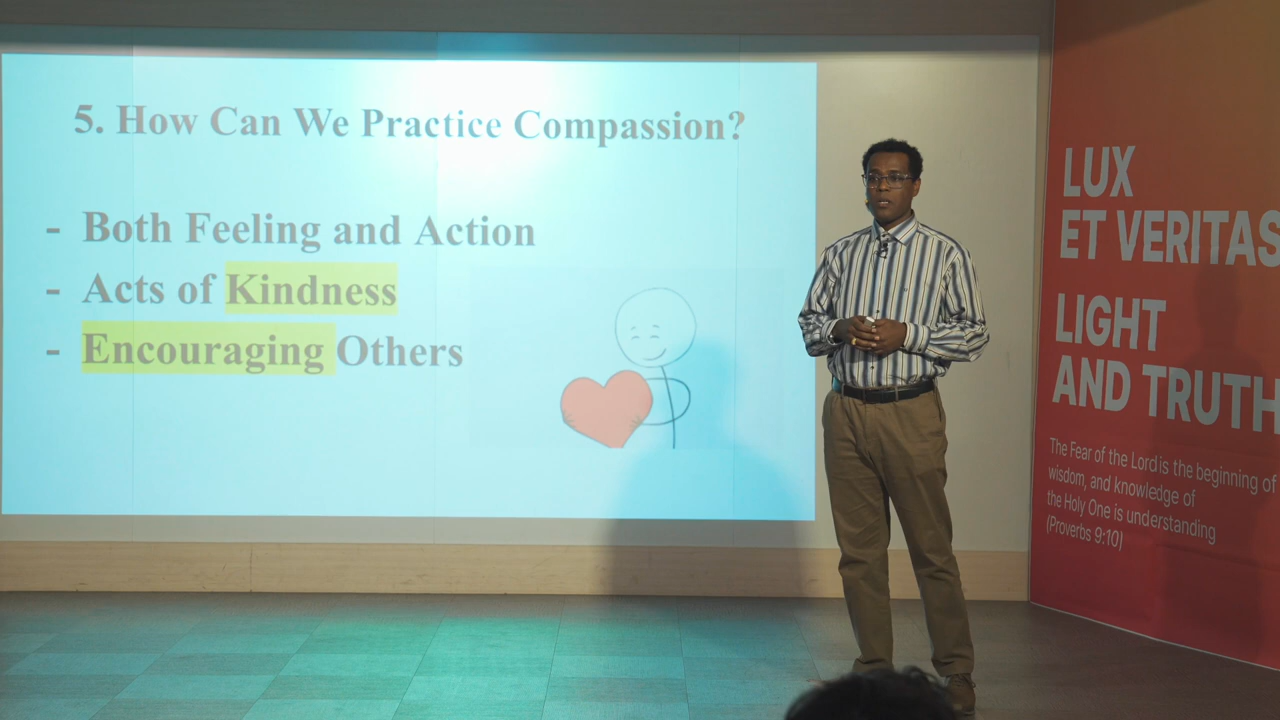 5. How Can We Practice Compassion?
- Both Feeling and Action
- Acts of Kindness
- Encouraging Others
LUX
ET VERITAS
LIGHT
AND TRUTH
The Fear of the Lord is the beginning of
wisdom, and knowledge of
the Holy One is understanding
(Proverbs 9:10)